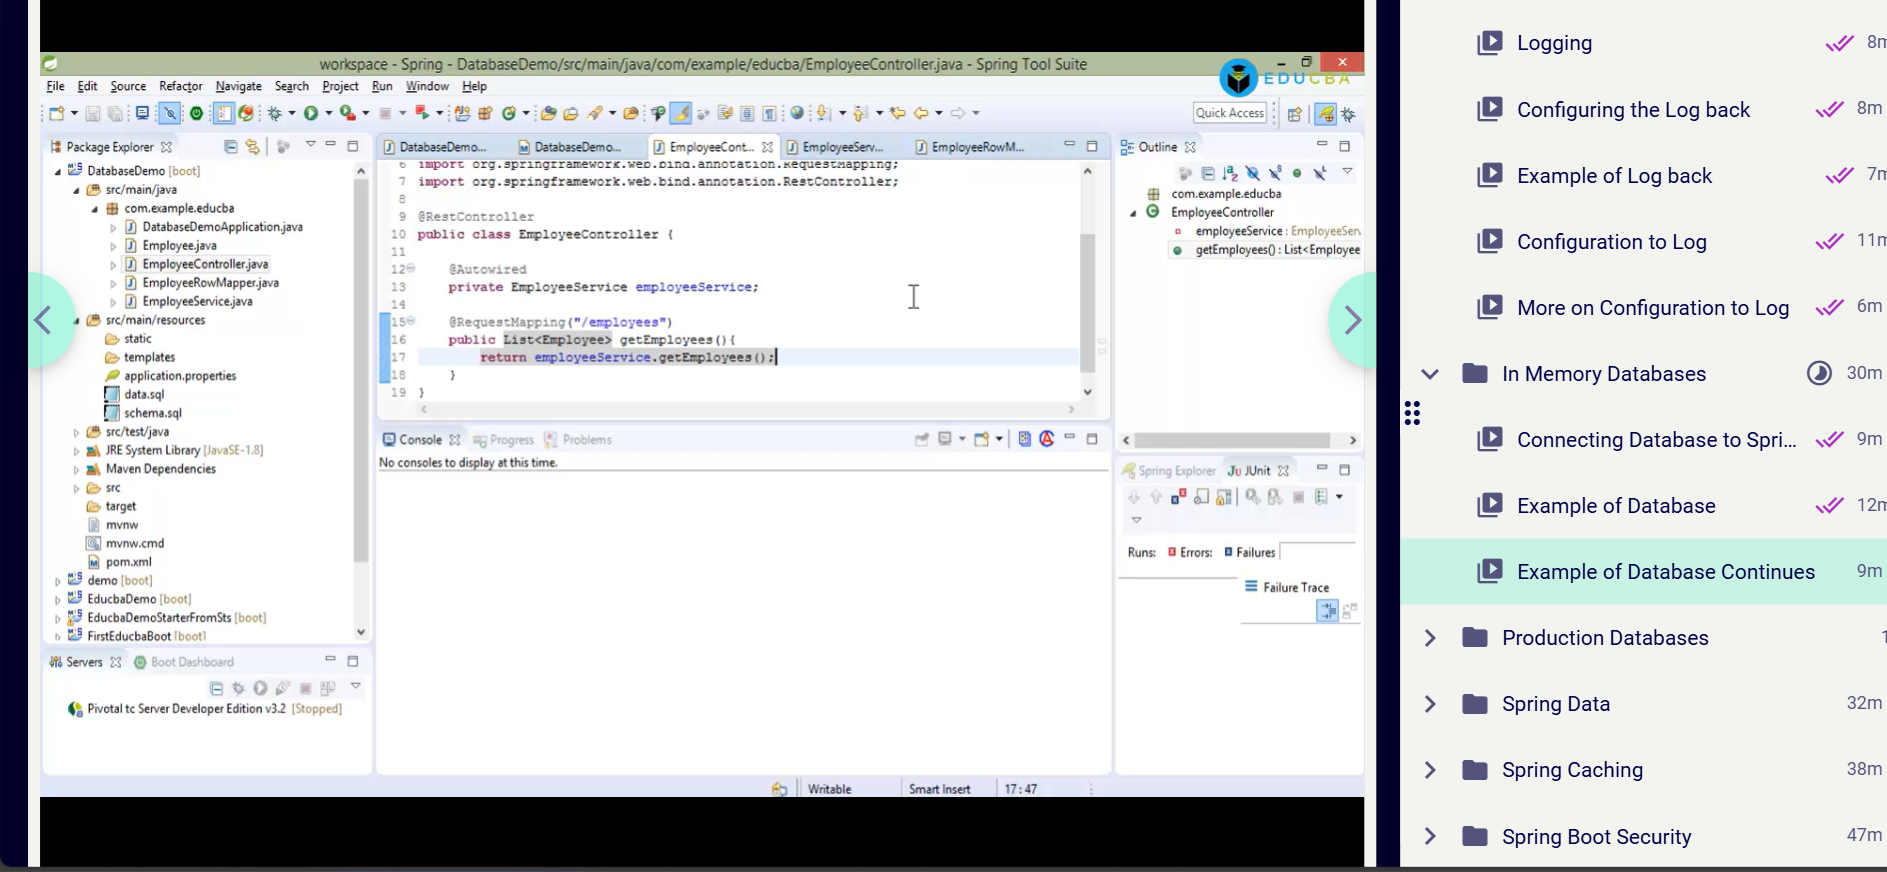 workspace - Spring - DatabaseDemo/src/main/java/com/example/educba/EmployeeController.java - Spring Tool Suite
EDUCBA
File Edit Source Refactor Navigate Search Project Run Window Help
Quick Access
Package Explorer
DatabaseDemo [boot]
src/main/java
com.example.educba
DatabaseDemoApplication.java
Employee.java
EmployeeController.java
EmployeeRowMapper.java
EmployeeService.java
src/main/resources
static
templates
application.properties
data.sql
schema.sql
src/test/java
JRE System Library [JavaSE-1.8]
Maven Dependencies
src
target
mvnw
mvnw.cmd
pom.xml
demo [boot]
EducbaDemo [boot]
EducbaDemoStarterFromSts [boot]
FirstEducbaBoot [boot]
Servers Boot Dashboard
Pivotal tc Server Developer Edition v3.2 [Stopped]
DatabaseDemo... DatabaseDemo... EmployeeCont... EmployeeServ... EmployeeRowM...
6 import org.springframework.web.bind.annotation.RequestMapping;
7 import org.springframework.web.bind.annotation.RestController;
8
9 @RestController
10 public class EmployeeController {
11
12 @Autowired
13 private EmployeeService employeeService;
14
15 @RequestMapping("/employees")
16 public List<Employee> getEmployees(){
17 return employeeService.getEmployees();
18 }
19 }
Console Progress Problems
No consoles to display at this time.
Outline
com.example.educba
EmployeeController
employeeService : EmployeeServ
getEmployees() : List<Employee
Spring Explorer JUnit
Runs: Errors: Failures
Failure Trace
Writable Smart Insert 17 : 47
Logging 8m
Configuring the Log back 8m
Example of Log back 7m
Configuration to Log 11m
More on Configuration to Log 6m
In Memory Databases 30m
Connecting Database to Spri... 9m
Example of Database 12m
Example of Database Continues 9m
Production Databases 1
Spring Data 32m
Spring Caching 38m
Spring Boot Security 47m